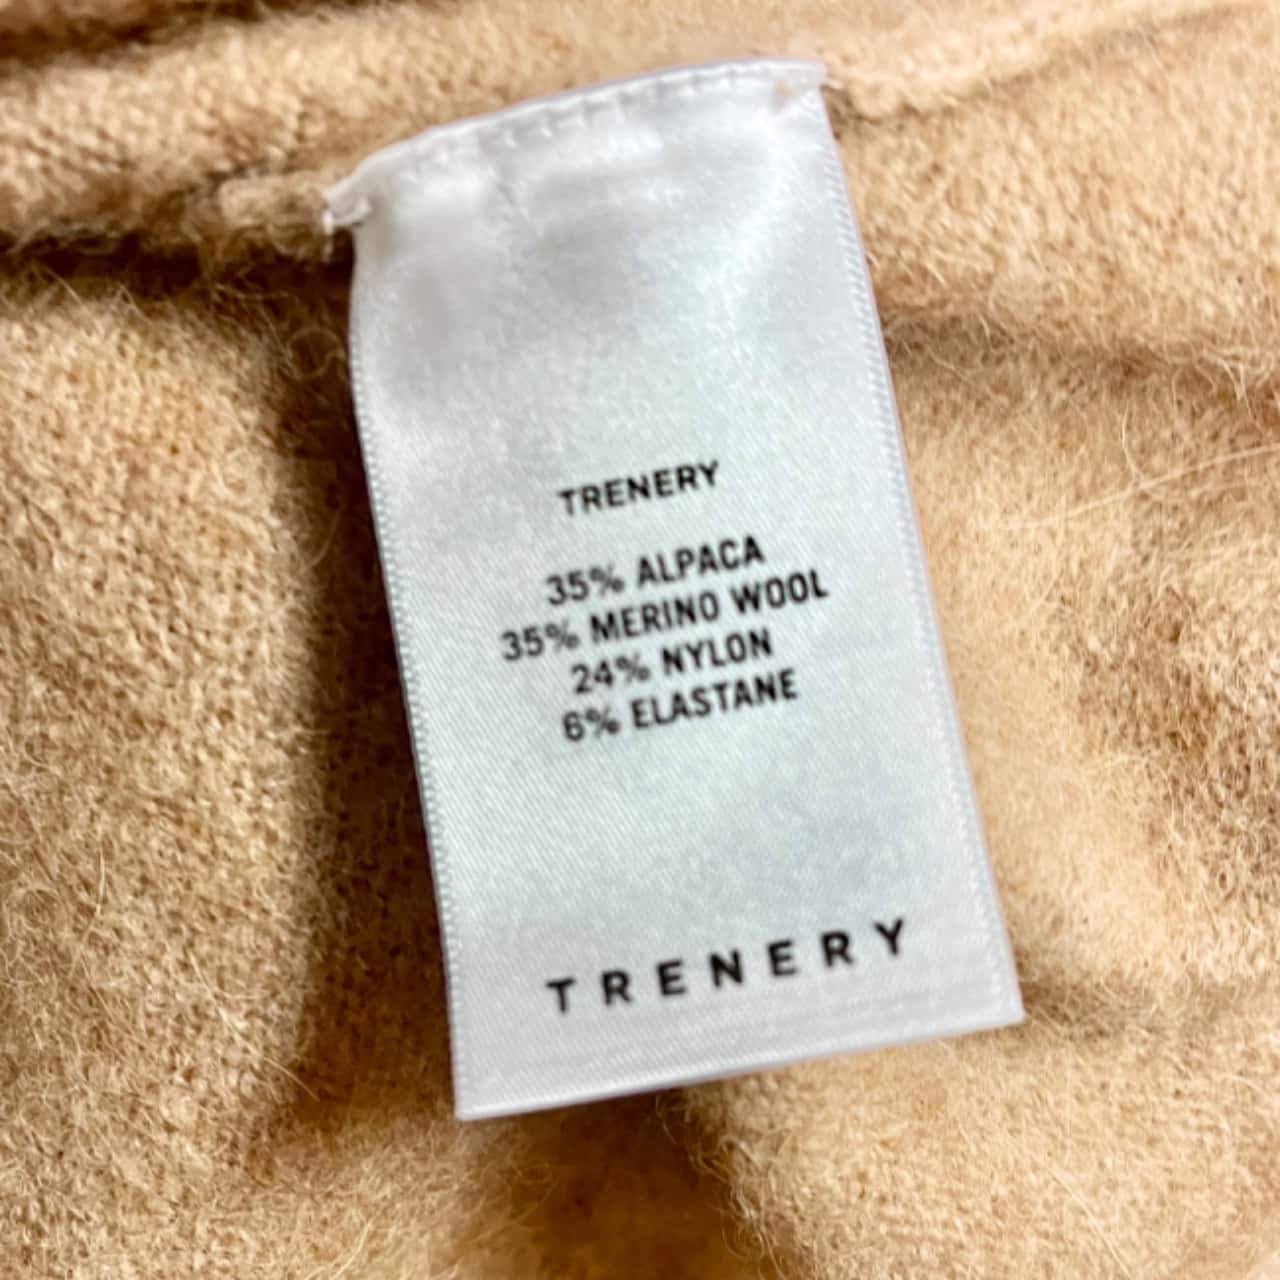 TRENERY
35% ALPACA
35% MERINO WOOL
24% NYLON
6% ELASTANE
TRENERY